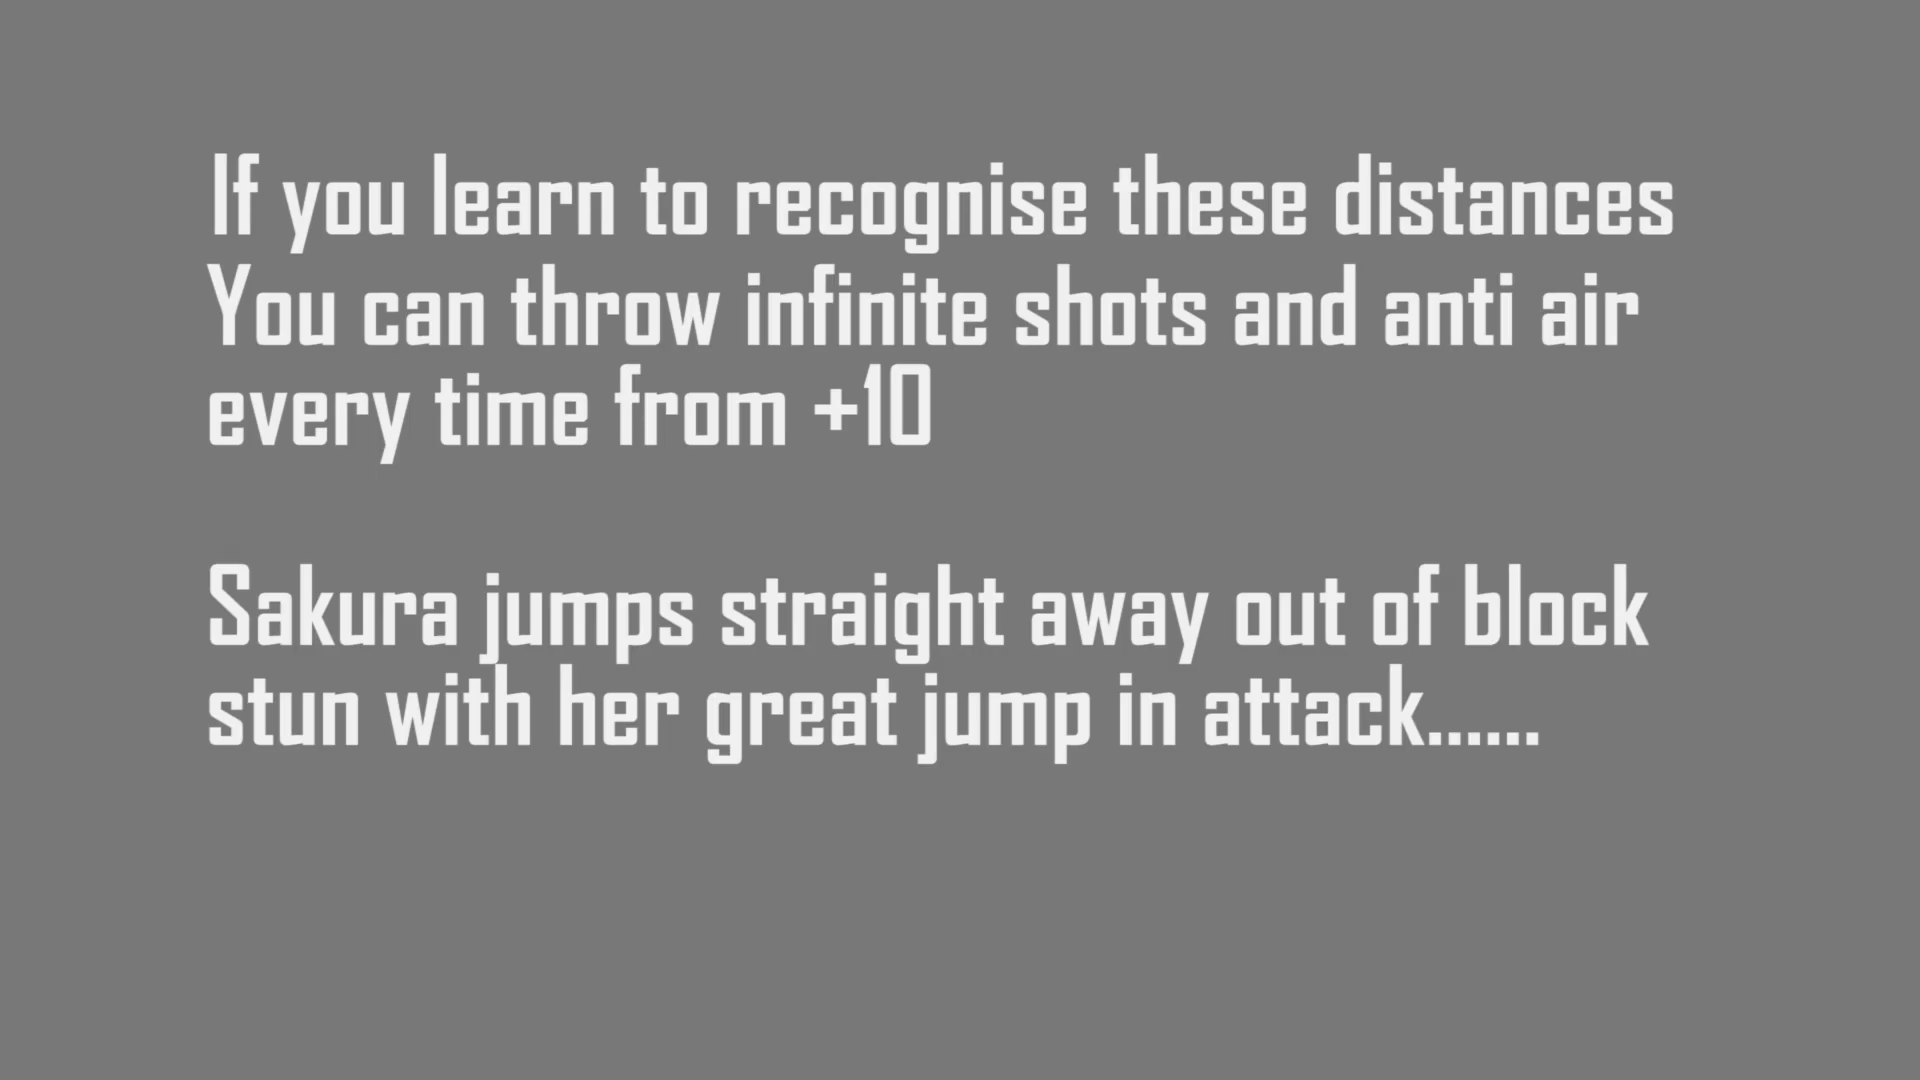 If you learn to recognise these distances
You can throw infinite shots and anti air
every time from +10
Sakura jumps straight away out of block
stun with her great jump in attack......